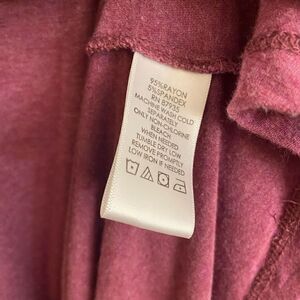 95%RAYON
5%SPANDEX
RN 87935
MACHINE WASH COLD
SEPARATELY
ONLY NON-CHLORINE
BLEACH
WHEN NEEDED
TUMBLE DRY LOW
REMOVE PROMPTLY
LOW IRON IF NEEDED